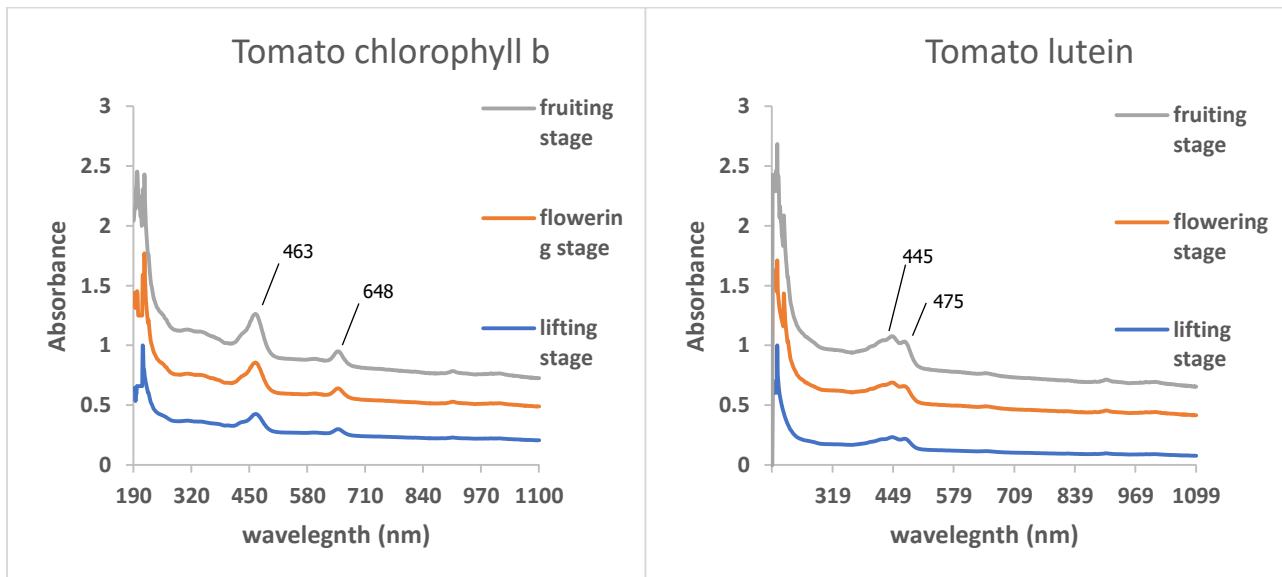 Tomato chlorophyll b
3
2.5
2
1.5
1
0.5
0
Absorbance
463
648
fruiting
stage
flowerin
g stage
lifting
stage
190 320 450 580 710 840 970 1100
wavelegnth (nm)
Tomato lutein
3
2.5
2
1.5
1
0.5
0
Absorbance
445
475
fruiting
stage
flowering
stage
lifting
stage
319 449 579 709 839 969 1099
wavelegnth (nm)